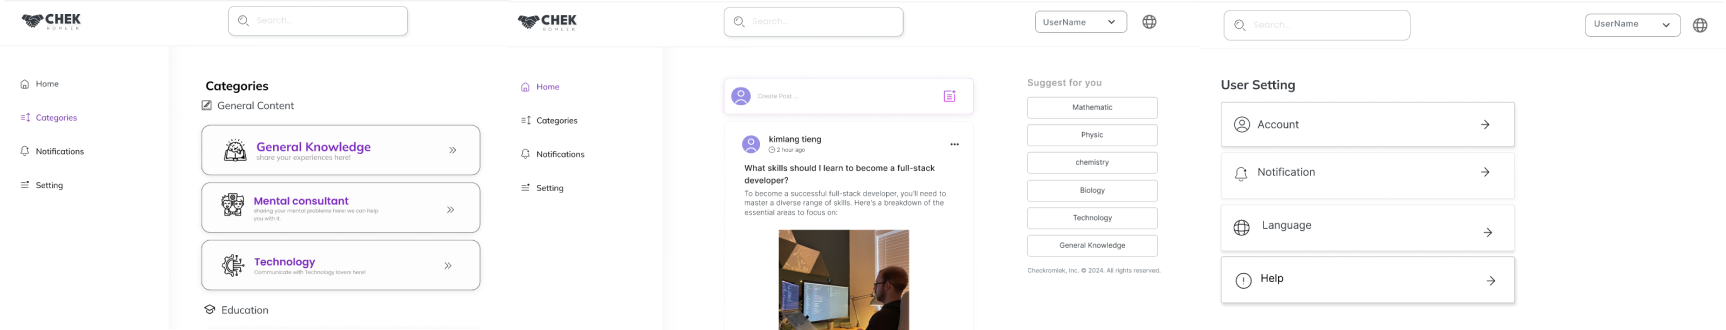 CHEK
ROMLEK
Search...
Home
Categories
Notifications
Setting
Categories
General Content
General Knowledge
share your experiences here!
Mental consultant
sharing your mental problems here! we can help
you with it.
Technology
Communicate with Technology lovers here!
Education
CHEK
ROMLEK
Search...
UserName
Home
Categories
Notifications
Setting
Create Post ...
kimlang tieng
2 hour ago
What skills should I learn to become a full-stack
developer?
To become a successful full-stack developer, you'll need to
master a diverse range of skills. Here's a breakdown of the
essential areas to focus on:
Suggest for you
Mathematic
Physic
chemistry
Biology
Technology
General Knowledge
Checkromlek, Inc. © 2024. All rights reserved.
Search...
UserName
User Setting
Account
Notification
Language
Help